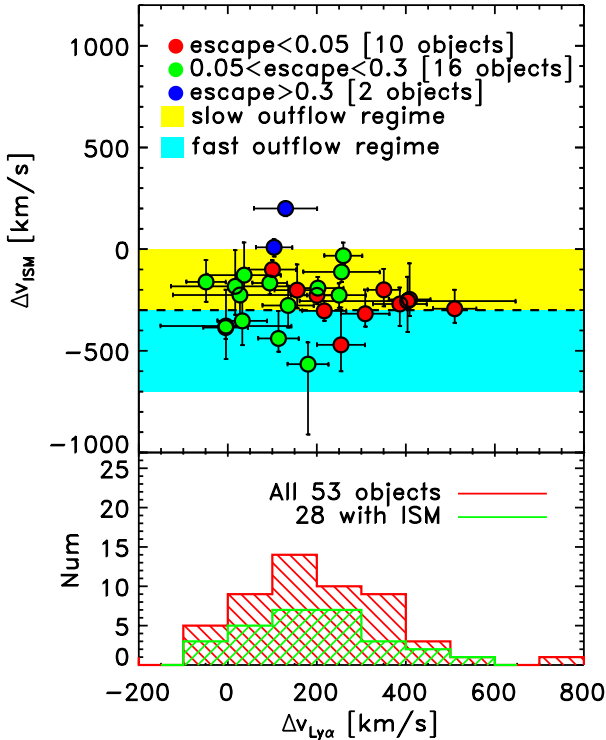 1000
escape<0.05 [10 objects]
0.05<escape<0.3 [16 objects]
escape>0.3 [2 objects]
slow outflow regime
fast outflow regime
500
0
−500
−1000
Δv_ISM [km/s]
25
20
15
10
5
0
Num
All 53 objects
28 with ISM
−200 0 200 400 600 800
Δv_Lyα [km/s]